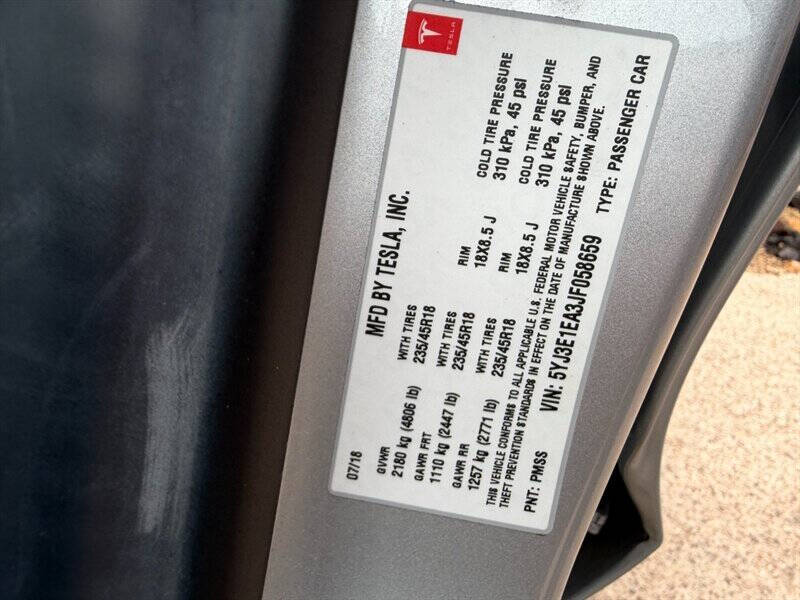 TESLA
07/18 MFD BY TESLA, INC.
GVWR WITH TIRES RIM COLD TIRE PRESSURE
2180 kg (4806 lb) 235/45R18 18X8.5 J 310 kPa, 45 psi
GAWR FRT WITH TIRES RIM COLD TIRE PRESSURE
1110 kg (2447 lb) 235/45R18 18X8.5 J 310 kPa, 45 psi
GAWR RR WITH TIRES
1257 kg (2771 lb) 235/45R18
THIS VEHICLE CONFORMS TO ALL APPLICABLE U.S. FEDERAL MOTOR VEHICLE SAFETY, BUMPER, AND
THEFT PREVENTION STANDARDS IN EFFECT ON THE DATE OF MANUFACTURE SHOWN ABOVE.
PNT: PMSS VIN: 5YJ3E1EA3JF058659 TYPE: PASSENGER CAR